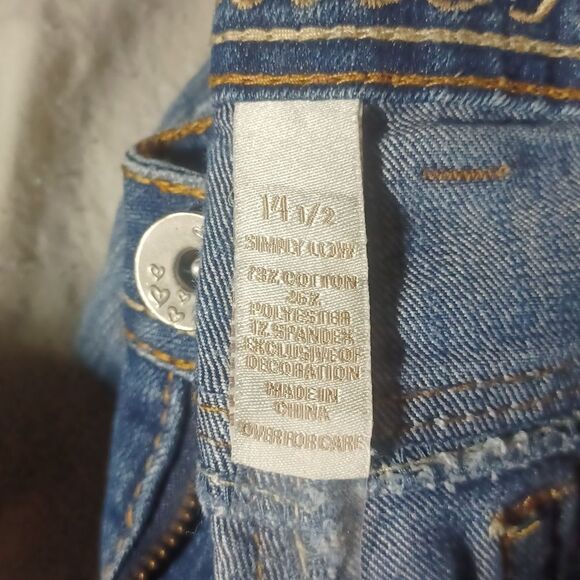 14 1/2
SIMPLY LOW
73% COTTON
26%
POLYESTER
1% SPANDEX
EXCLUSIVE OF
DECORATION
MADE IN
CHINA
OVER FOR CARE